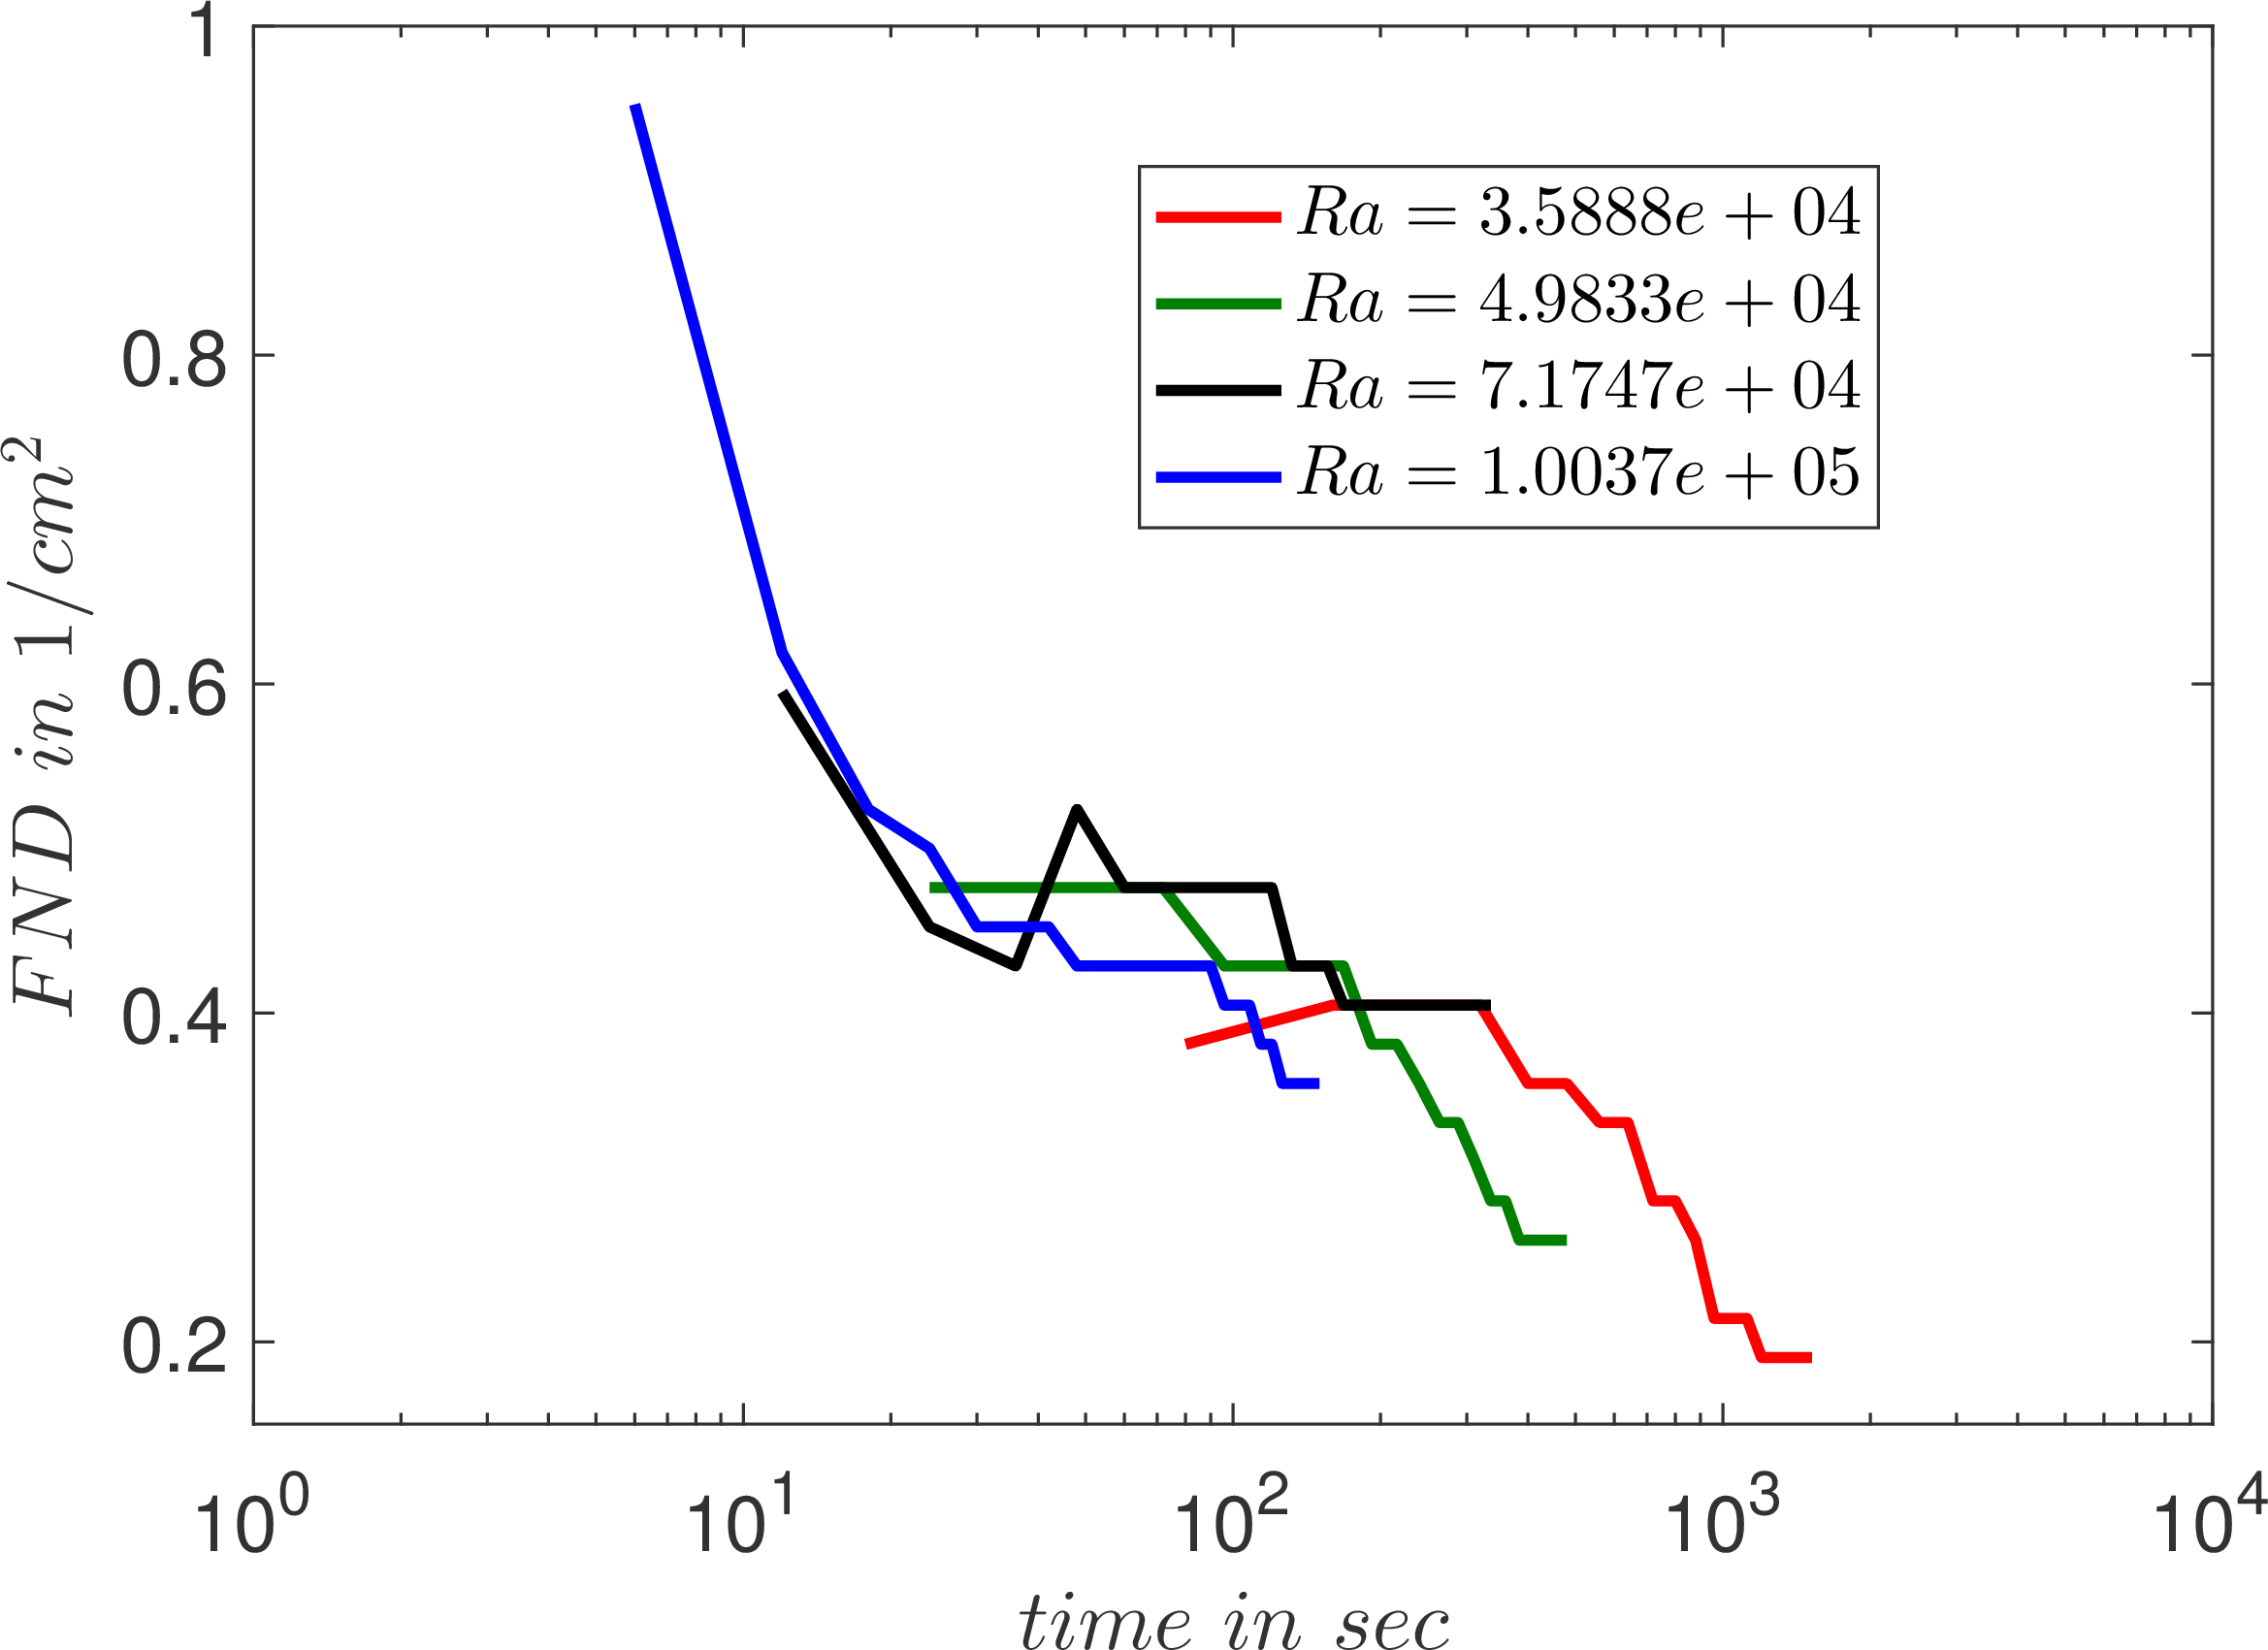 1
0.8
0.6
0.4
0.2
FND in 1/cm²
Ra = 3.5888e + 04
Ra = 4.9833e + 04
Ra = 7.1747e + 04
Ra = 1.0037e + 05
10⁰ 10¹ 10² 10³ 10⁴
time in sec